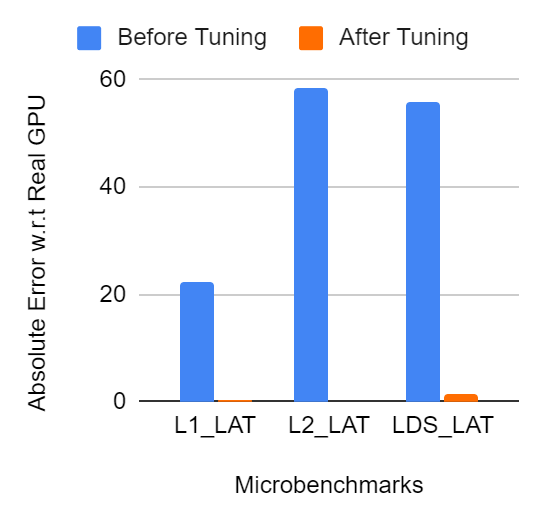 Before Tuning After Tuning
Absolute Error w.r.t Real GPU
60
40
20
0
L1_LAT L2_LAT LDS_LAT
Microbenchmarks